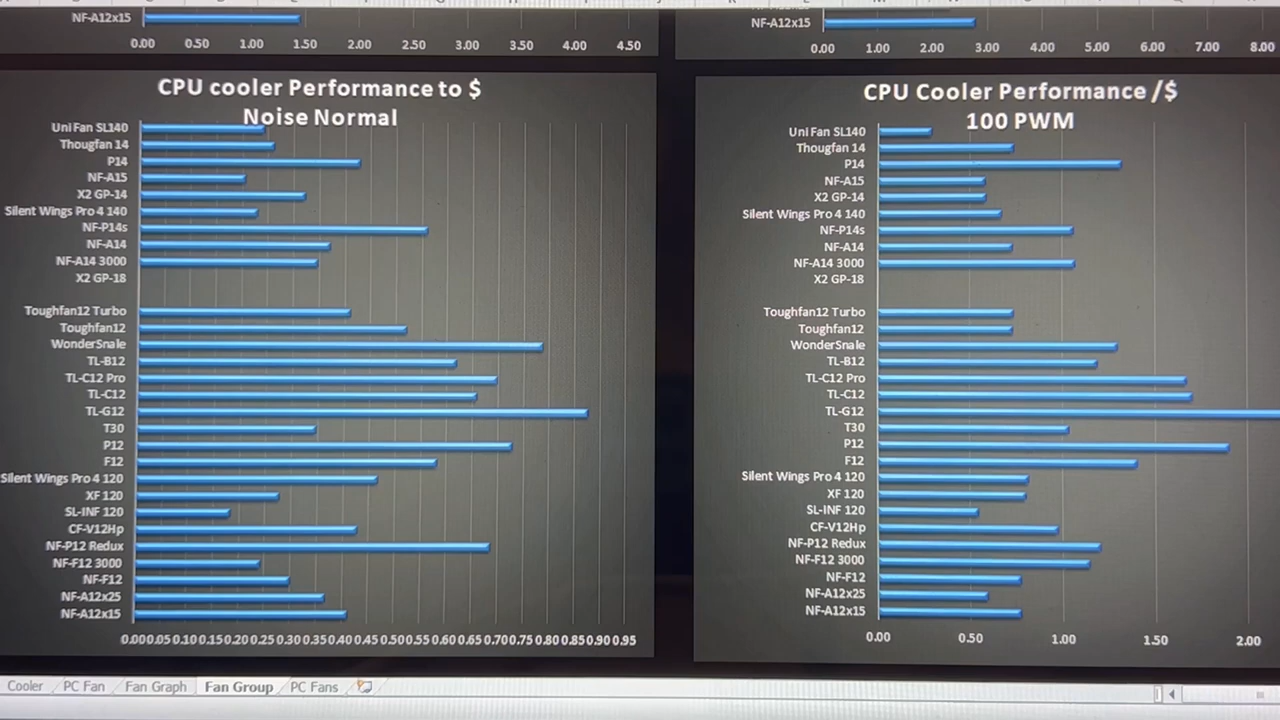 NF-A12x15
0.00 0.50 1.00 1.50 2.00 2.50 3.00 3.50 4.00 4.50
NF-A12x15
0.00 1.00 2.00 3.00 4.00 5.00 6.00 7.00 8.00
CPU cooler Performance to $
Noise Normal
Uni Fan SL140
Thougfan 14
P14
NF-A15
X2 GP-14
Silent Wings Pro 4 140
NF-P14s
NF-A14
NF-A14 3000
X2 GP-18
Toughfan12 Turbo
Toughfan12
WonderSnale
TL-B12
TL-C12 Pro
TL-C12
TL-G12
T30
P12
F12
Silent Wings Pro 4 120
XF 120
SL-INF 120
CF-V12Hp
NF-P12 Redux
NF-F12 3000
NF-F12
NF-A12x25
NF-A12x15
0.00 0.05 0.10 0.15 0.20 0.25 0.30 0.35 0.40 0.45 0.50 0.55 0.60 0.65 0.70 0.75 0.80 0.85 0.90 0.95
CPU Cooler Performance /$
100 PWM
Uni Fan SL140
Thougfan 14
P14
NF-A15
X2 GP-14
Silent Wings Pro 4 140
NF-P14s
NF-A14
NF-A14 3000
X2 GP-18
Toughfan12 Turbo
Toughfan12
WonderSnale
TL-B12
TL-C12 Pro
TL-C12
TL-G12
T30
P12
F12
Silent Wings Pro 4 120
XF 120
SL-INF 120
CF-V12Hp
NF-P12 Redux
NF-F12 3000
NF-F12
NF-A12x25
NF-A12x15
0.00 0.50 1.00 1.50 2.00
Cooler PC Fan Fan Graph Fan Group PC Fans